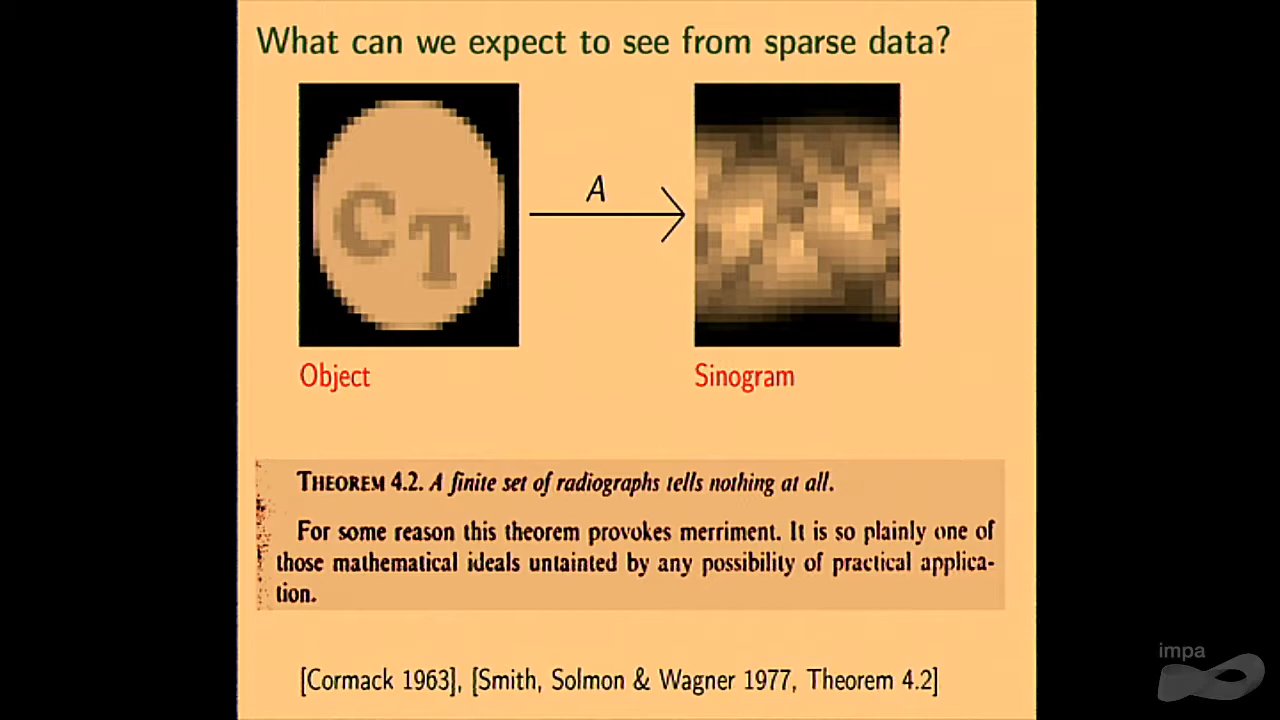 What can we expect to see from sparse data?
CT
A
Object
Sinogram
THEOREM 4.2. A finite set of radiographs tells nothing at all.
For some reason this theorem provokes merriment. It is so plainly one of
those mathematical ideals untainted by any possibility of practical applica-
tion.
[Cormack 1963], [Smith, Solmon & Wagner 1977, Theorem 4.2]
impa